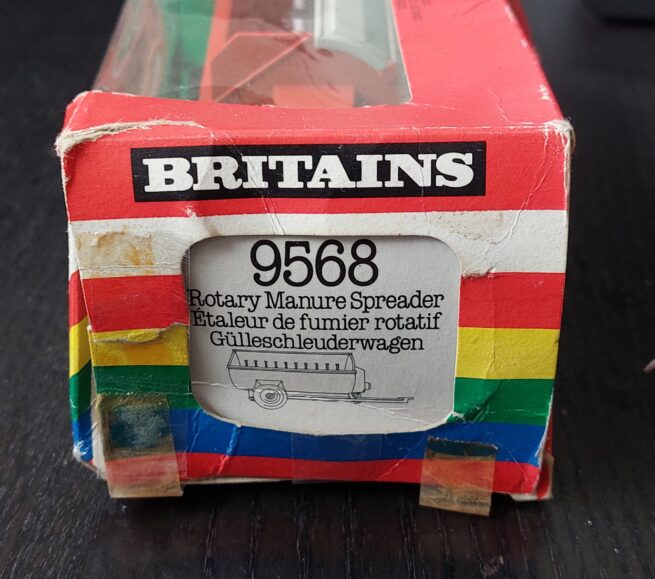 BRITAINS
9568
Rotary Manure Spreader
Étaleur de fumier rotatif
Gülleschleuderwagen